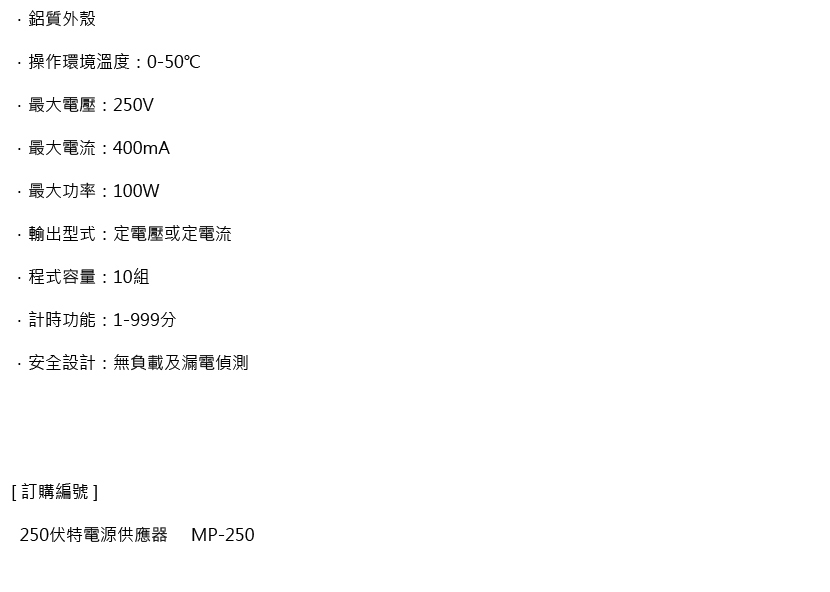 · 鋁質外殼
· 操作環境溫度：0-50℃
· 最大電壓：250V
· 最大電流：400mA
· 最大功率：100W
· 輸出型式：定電壓或定電流
· 程式容量：10組
· 計時功能：1-999分
· 安全設計：無負載及漏電偵測
[ 訂購編號 ]
250伏特電源供應器 MP-250